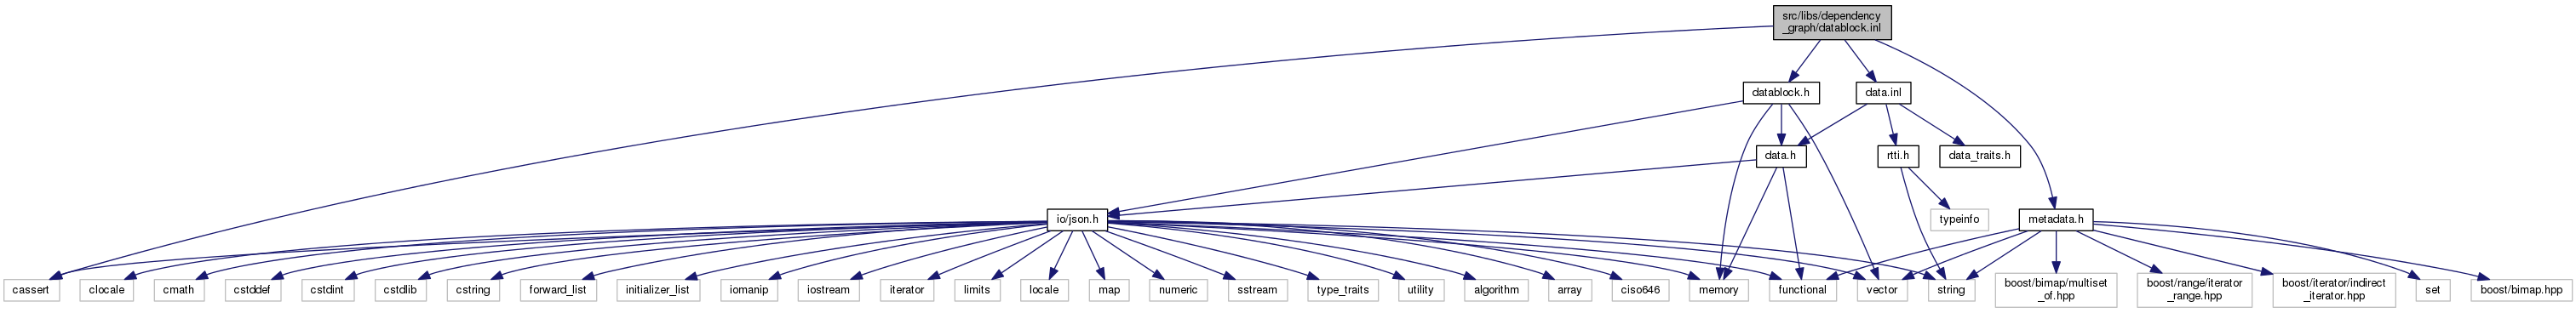 src/libs/dependency
_graph/datablock.inl
datablock.h
data.inl
data.h
rtti.h
data_traits.h
io/json.h
typeinfo
metadata.h
cassert
clocale
cmath
cstddef
cstdint
cstdlib
cstring
forward_list
initializer_list
iomanip
iostream
iterator
limits
locale
map
numeric
sstream
type_traits
utility
algorithm
array
ciso646
memory
functional
vector
string
boost/bimap/multiset
_of.hpp
boost/range/iterator
_range.hpp
boost/iterator/indirect
_iterator.hpp
set
boost/bimap.hpp